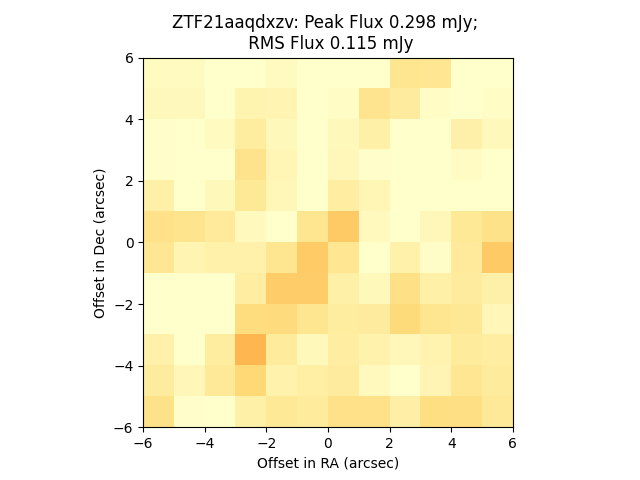 ZTF21aaqdxzv: Peak Flux 0.298 mJy;
RMS Flux 0.115 mJy
6
4
2
0
−2
−4
−6
Offset in Dec (arcsec)
−6 −4 −2 0 2 4 6
Offset in RA (arcsec)